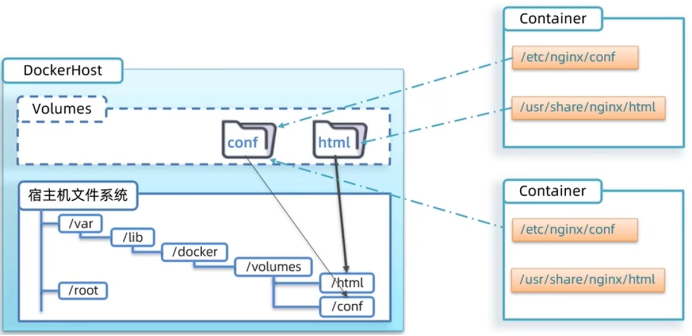 DockerHost
Volumes
conf
html
宿主机文件系统
/var
/lib
/docker
/volumes
/html
/root
/conf
Container
/etc/nginx/conf
/usr/share/nginx/html
Container
/etc/nginx/conf
/usr/share/nginx/html